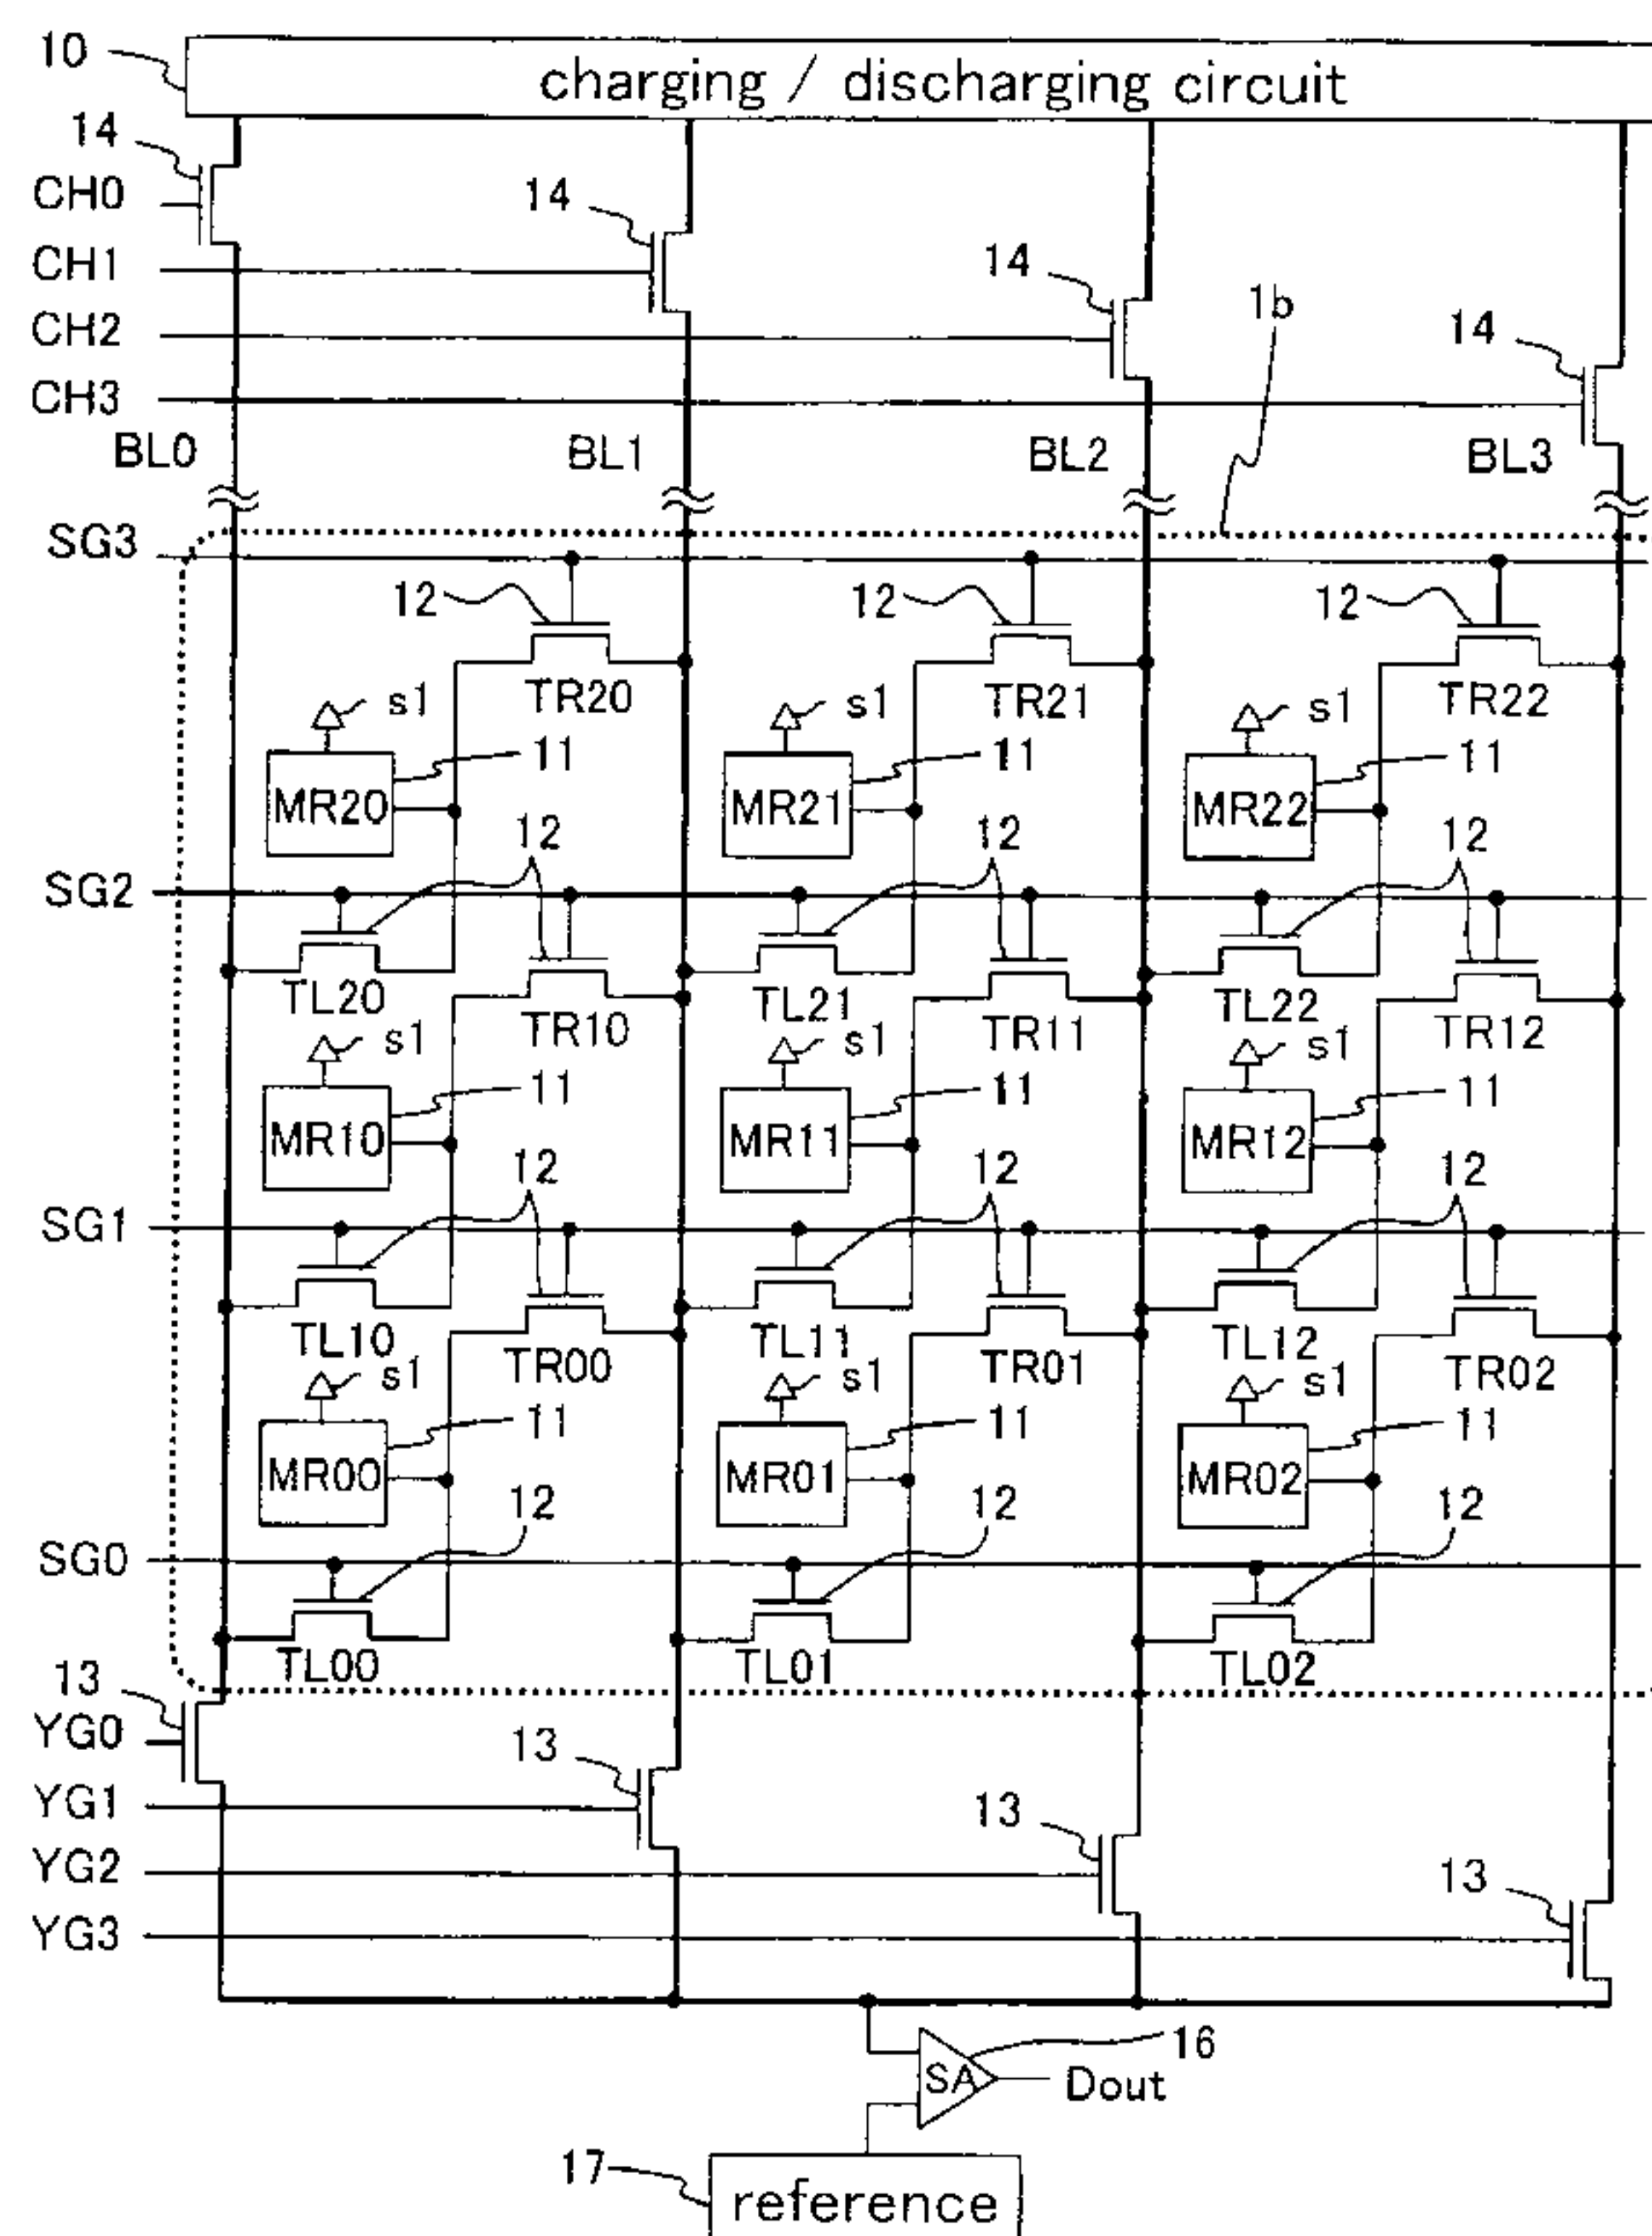 10
charging / discharging circuit
14
CH0
14
CH1
14
1b
CH2
14
CH3
BL0 BL1 BL2 BL3
SG3
12 12 12
TR20 TR21 TR22
s1 s1 s1
11 11 11
MR20 MR21 MR22
12 12 12
SG2
TL20 TL21 TL22
TR10 TR11 TR12
s1 s1 s1
11 11 11
MR10 MR11 MR12
12 12 12
SG1
TL10 TL11 TL12
TR00 TR01 TR02
s1 s1 s1
11 11 11
MR00 MR01 MR02
12 12 12
SG0
TL00 TL01 TL02
13
YG0
13
YG1
13
YG2
13
YG3
16
SA
Dout
17
reference